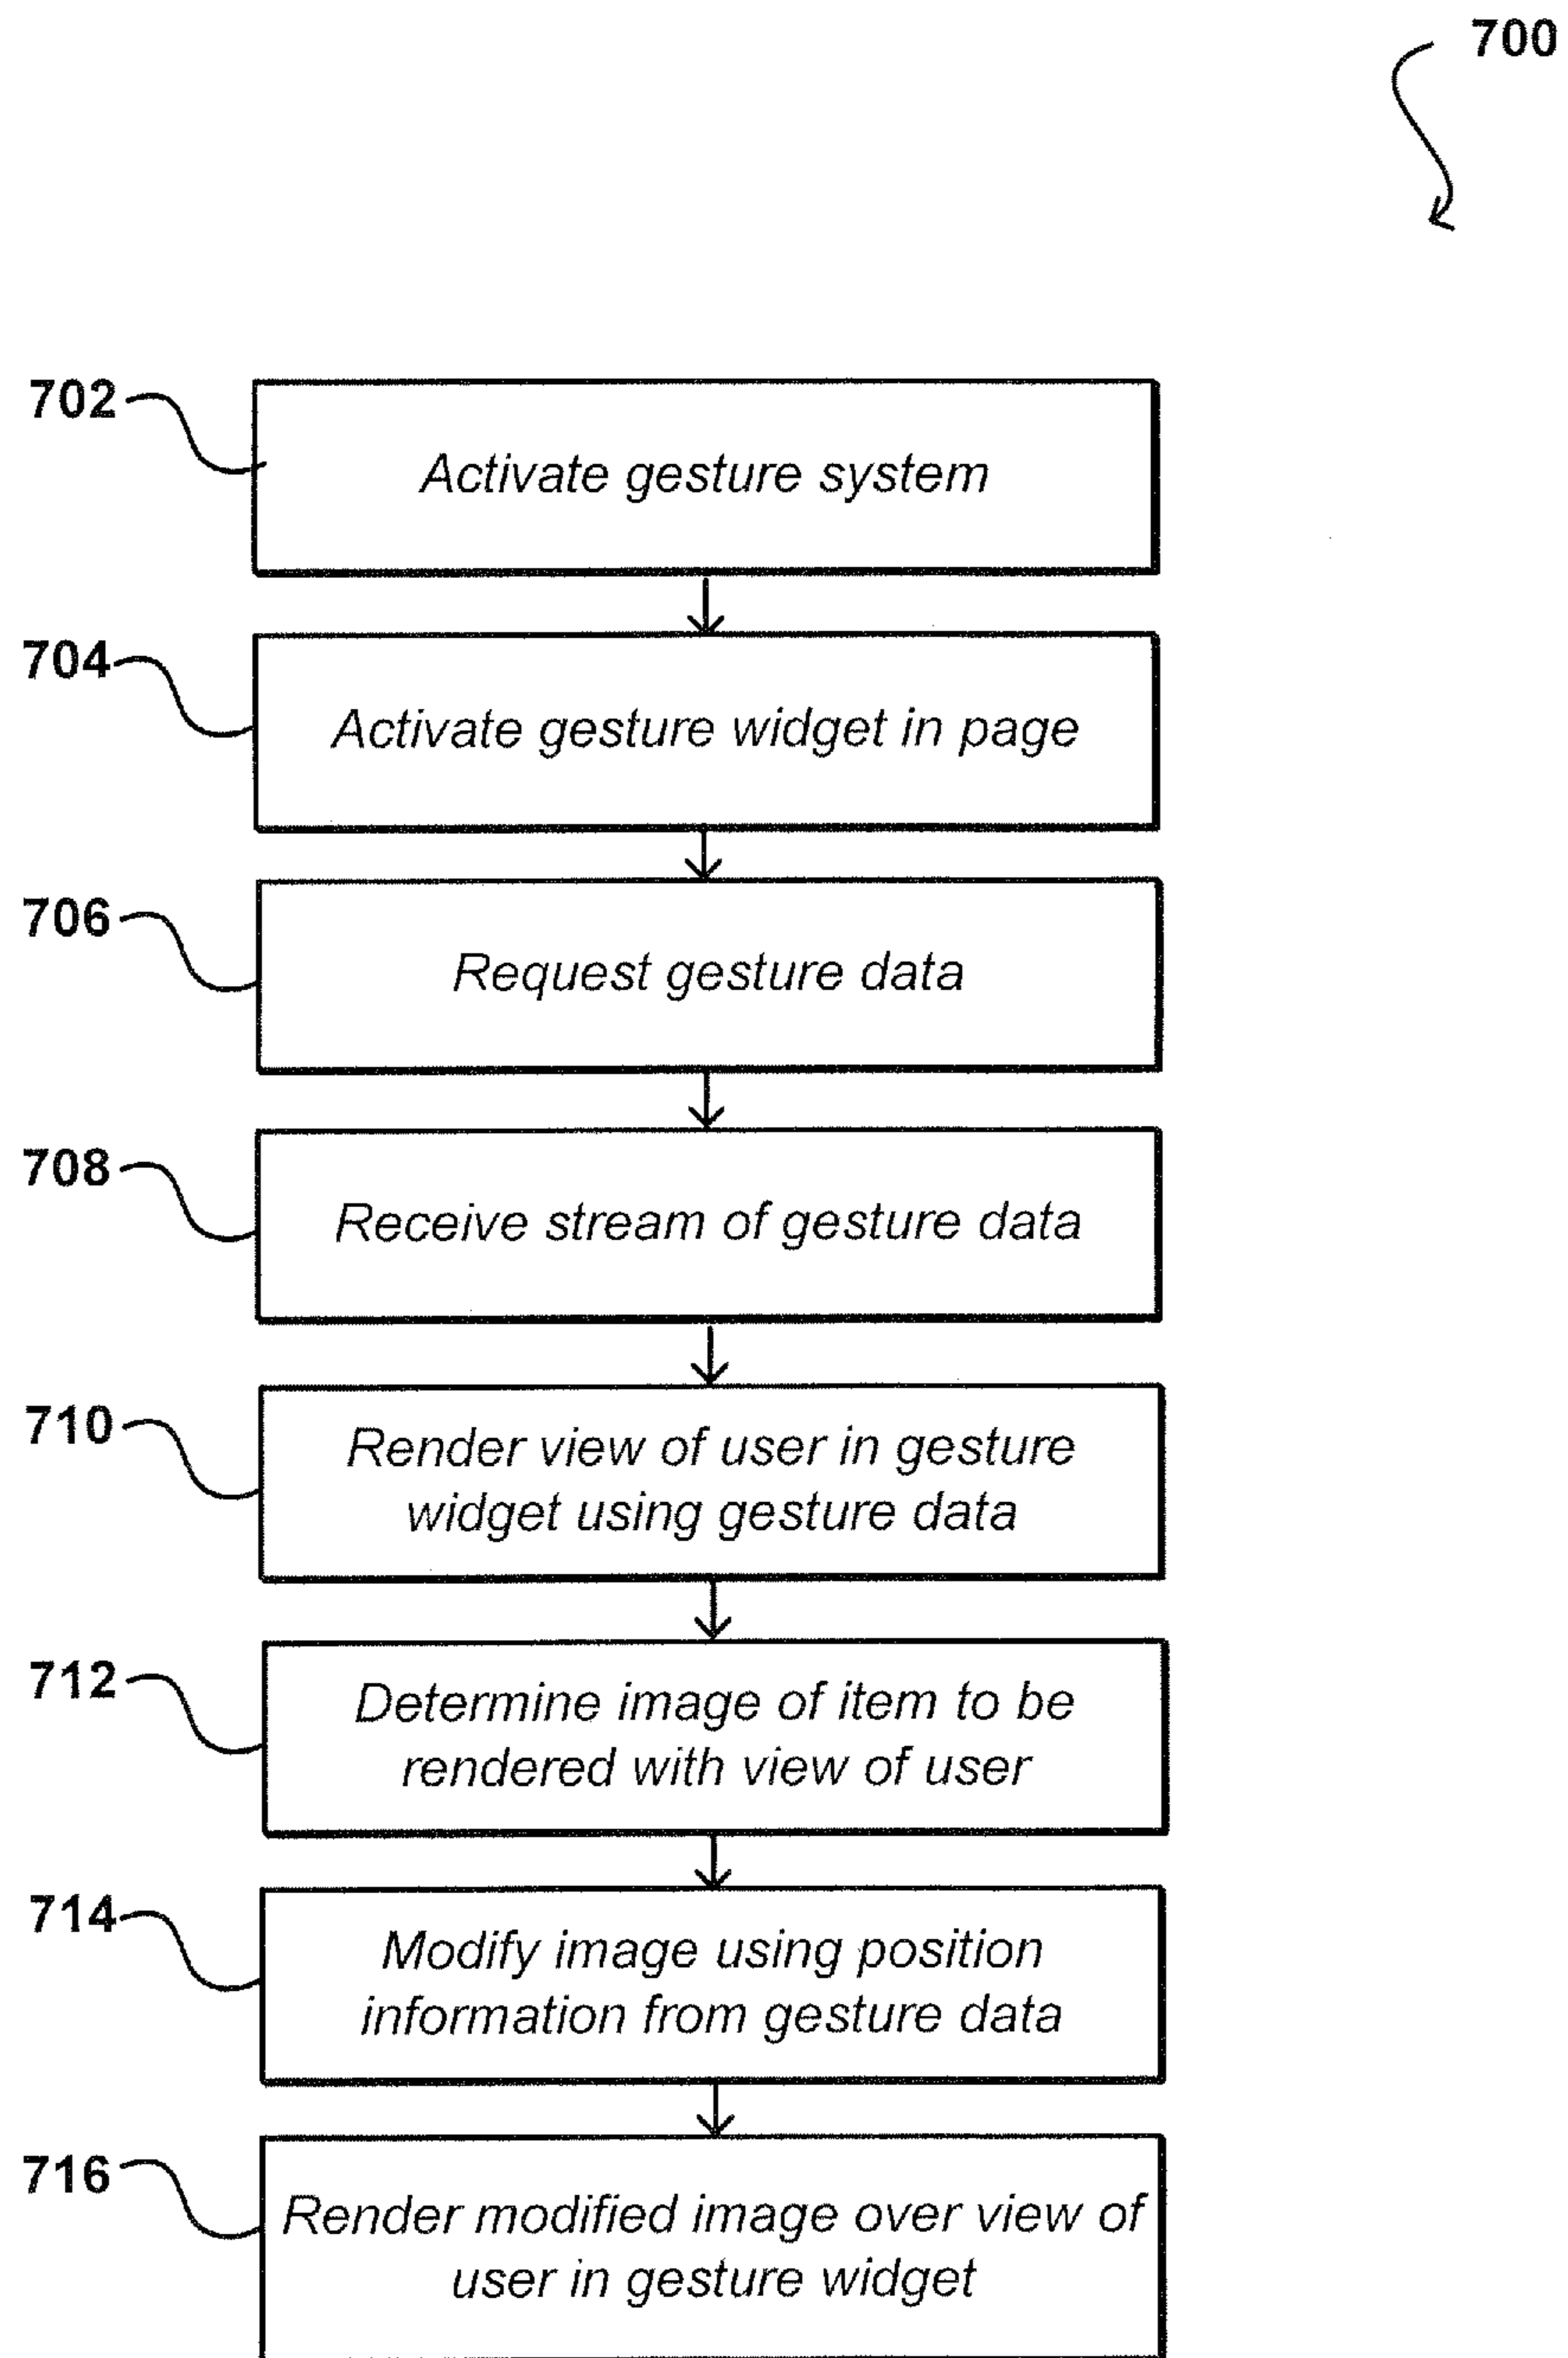 700
702
Activate gesture system
704
Activate gesture widget in page
706
Request gesture data
708
Receive stream of gesture data
710
Render view of user in gesture
widget using gesture data
712
Determine image of item to be
rendered with view of user
714
Modify image using position
information from gesture data
716
Render modified image over view of
user in gesture widget